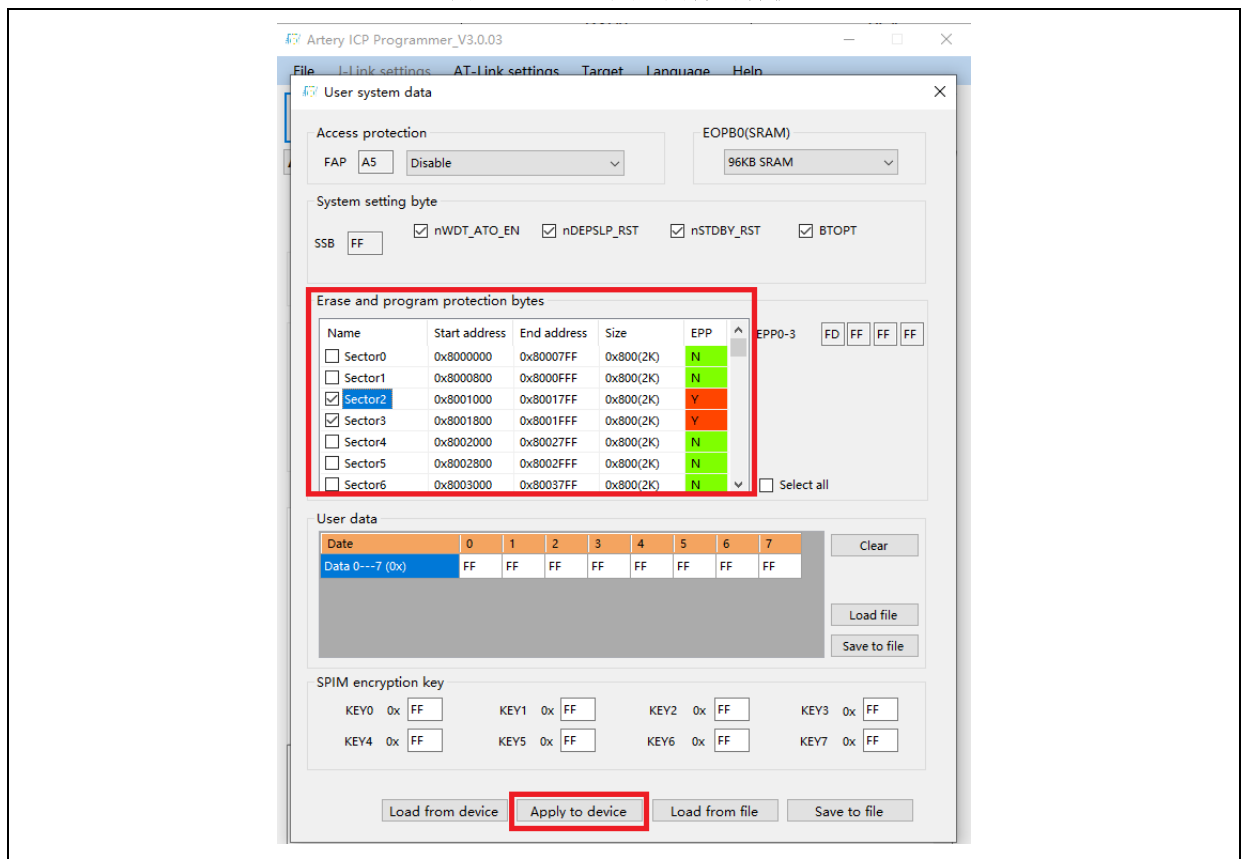 Artery ICP Programmer_V3.0.03
File J-Link settings AT-Link settings Target Language Help
User system data
Access protection
EOPB0(SRAM)
FAP A5 Disable
96KB SRAM
System setting byte
SSB FF nWDT_ATO_EN nDEPSLP_RST nSTDBY_RST BTOPT
Erase and program protection bytes
Name Start address End address Size EPP
EPP0-3 FD FF FF FF
Sector0 0x8000000 0x80007FF 0x800(2K) N
Sector1 0x8000800 0x8000FFF 0x800(2K) N
Sector2 0x8001000 0x80017FF 0x800(2K) Y
Sector3 0x8001800 0x8001FFF 0x800(2K) Y
Sector4 0x8002000 0x80027FF 0x800(2K) N
Sector5 0x8002800 0x8002FFF 0x800(2K) N
Sector6 0x8003000 0x80037FF 0x800(2K) N
Select all
User data
Date 0 1 2 3 4 5 6 7
Data 0---7 (0x) FF FF FF FF FF FF FF FF
Clear
Load file
Save to file
SPIM encryption key
KEY0 0x FF KEY1 0x FF KEY2 0x FF KEY3 0x FF
KEY4 0x FF KEY5 0x FF KEY6 0x FF KEY7 0x FF
Load from device Apply to device Load from file Save to file